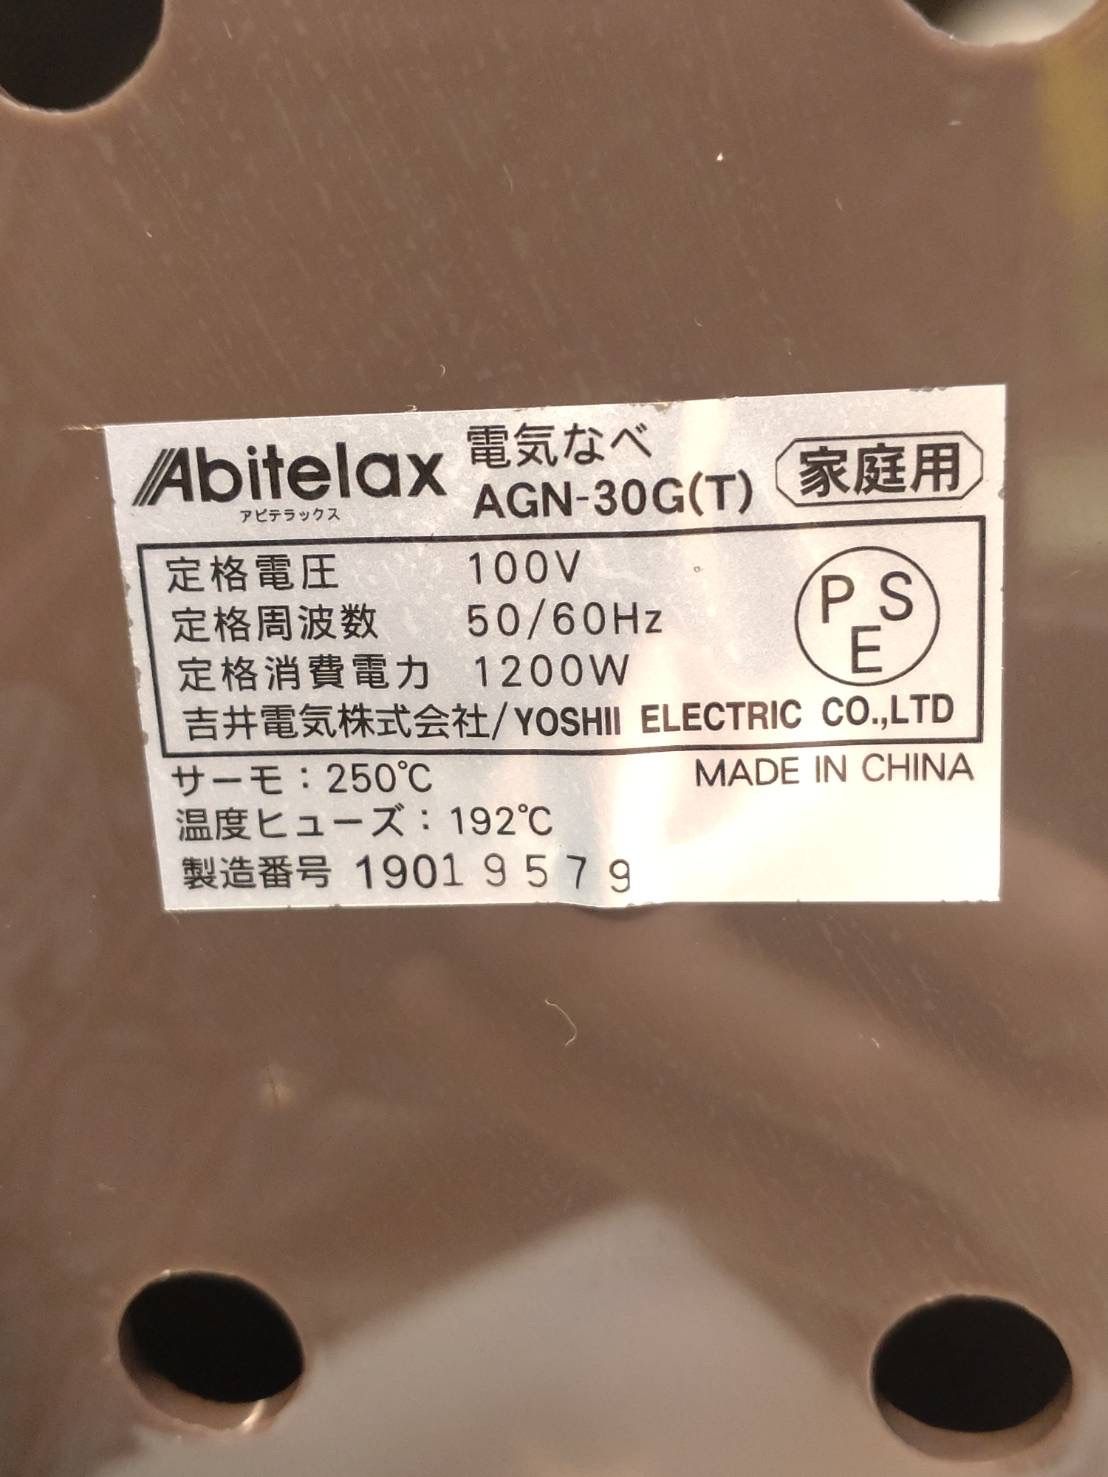 Abitelax
アビテラックス
電気なべ
AGN-30G(T)
家庭用
定格電圧 100V
定格周波数 50/60Hz
定格消費電力 1200W
PSE
吉井電気株式会社/YOSHII ELECTRIC CO.,LTD
サーモ：250℃
MADE IN CHINA
温度ヒューズ：192℃
製造番号 19019579